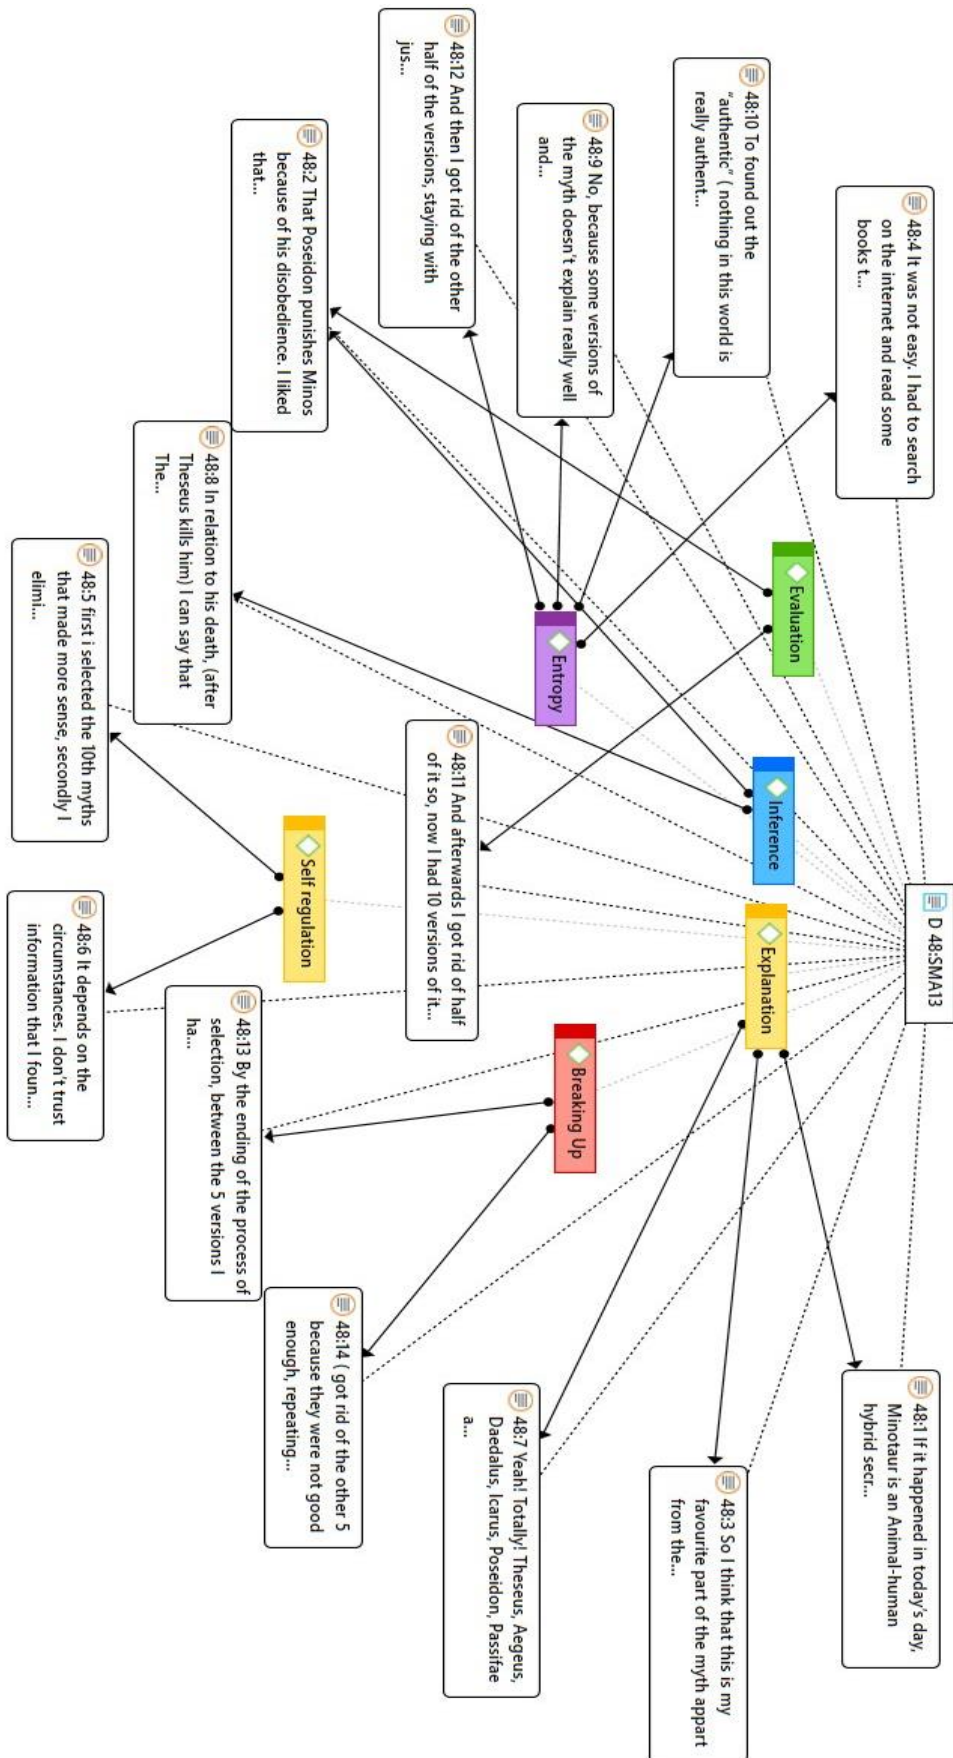 D 48:SMA13
48:4 It was not easy. I had to search
on the internet and read some
books t...
48:10 To found out the
"authentic" ( nothing in this world is
really authent...
48:9 No, because some versions of
the myth doesn't explain really well
and...
48:12 And then I got rid of the other
half of the versions, staying with
jus...
48:2 That Poseidon punishes Minos
because of his disobedience. I liked
that...
48:8 In relation to his death, (after
Theseus kills him) I can say that
The...
48:5 first i selected the 10th myths
that made more sense, secondly I
elimi...
48:6 It depends on the
circumstances. I don't trust
information that I foun...
Evaluation
Entropy
Inference
48:11 And afterwards I got rid of half
of it so, now I had 10 versions of it...
Self regulation
Explanation
Breaking Up
48:13 By the ending of the process of
selection, between the 5 versions I
ha...
48:14 ( got rid of the other 5
because they were not good
enough, repeating...
48:7 Yeah! Totally! Theseus, Aegeus,
Daedalus, Icarus, Poseidon, Passifae
a...
48:3 So I think that this is my
favourite part of the myth appart
from the...
48:1 If it happened in today's day,
Minotaur is an Animal-human
hybrid secr...